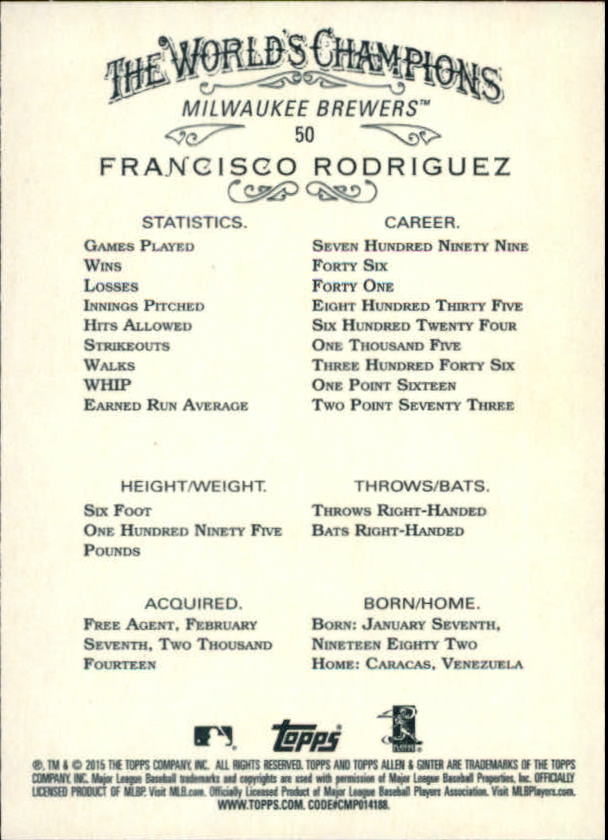 THE WORLD'S CHAMPIONS
MILWAUKEE BREWERS™
50
FRANCISCO RODRIGUEZ
STATISTICS. CAREER.
GAMES PLAYED SEVEN HUNDRED NINETY NINE
WINS FORTY SIX
LOSSES FORTY ONE
INNINGS PITCHED EIGHT HUNDRED THIRTY FIVE
HITS ALLOWED SIX HUNDRED TWENTY FOUR
STRIKEOUTS ONE THOUSAND FIVE
WALKS THREE HUNDRED FORTY SIX
WHIP ONE POINT SIXTEEN
EARNED RUN AVERAGE TWO POINT SEVENTY THREE
HEIGHT/WEIGHT.
SIX FOOT
ONE HUNDRED NINETY FIVE
POUNDS
THROWS/BATS.
THROWS RIGHT-HANDED
BATS RIGHT-HANDED
ACQUIRED.
FREE AGENT, FEBRUARY
SEVENTH, TWO THOUSAND
FOURTEEN
BORN/HOME.
BORN: JANUARY SEVENTH,
NINETEEN EIGHTY TWO
HOME: CARACAS, VENEZUELA
Topps
®, TM & © 2015 THE TOPPS COMPANY, INC. ALL RIGHTS RESERVED. TOPPS AND TOPPS ALLEN & GINTER ARE TRADEMARKS OF THE TOPPS
COMPANY, INC. Major League Baseball trademarks and copyrights are used with permission of Major League Baseball Properties, Inc. OFFICIALLY
LICENSED PRODUCT OF MLBP. Visit MLB.com. Officially Licensed Product of Major League Baseball Players Association. Visit MLBPlayers.com.
WWW.TOPPS.COM. CODE#CMP014188.